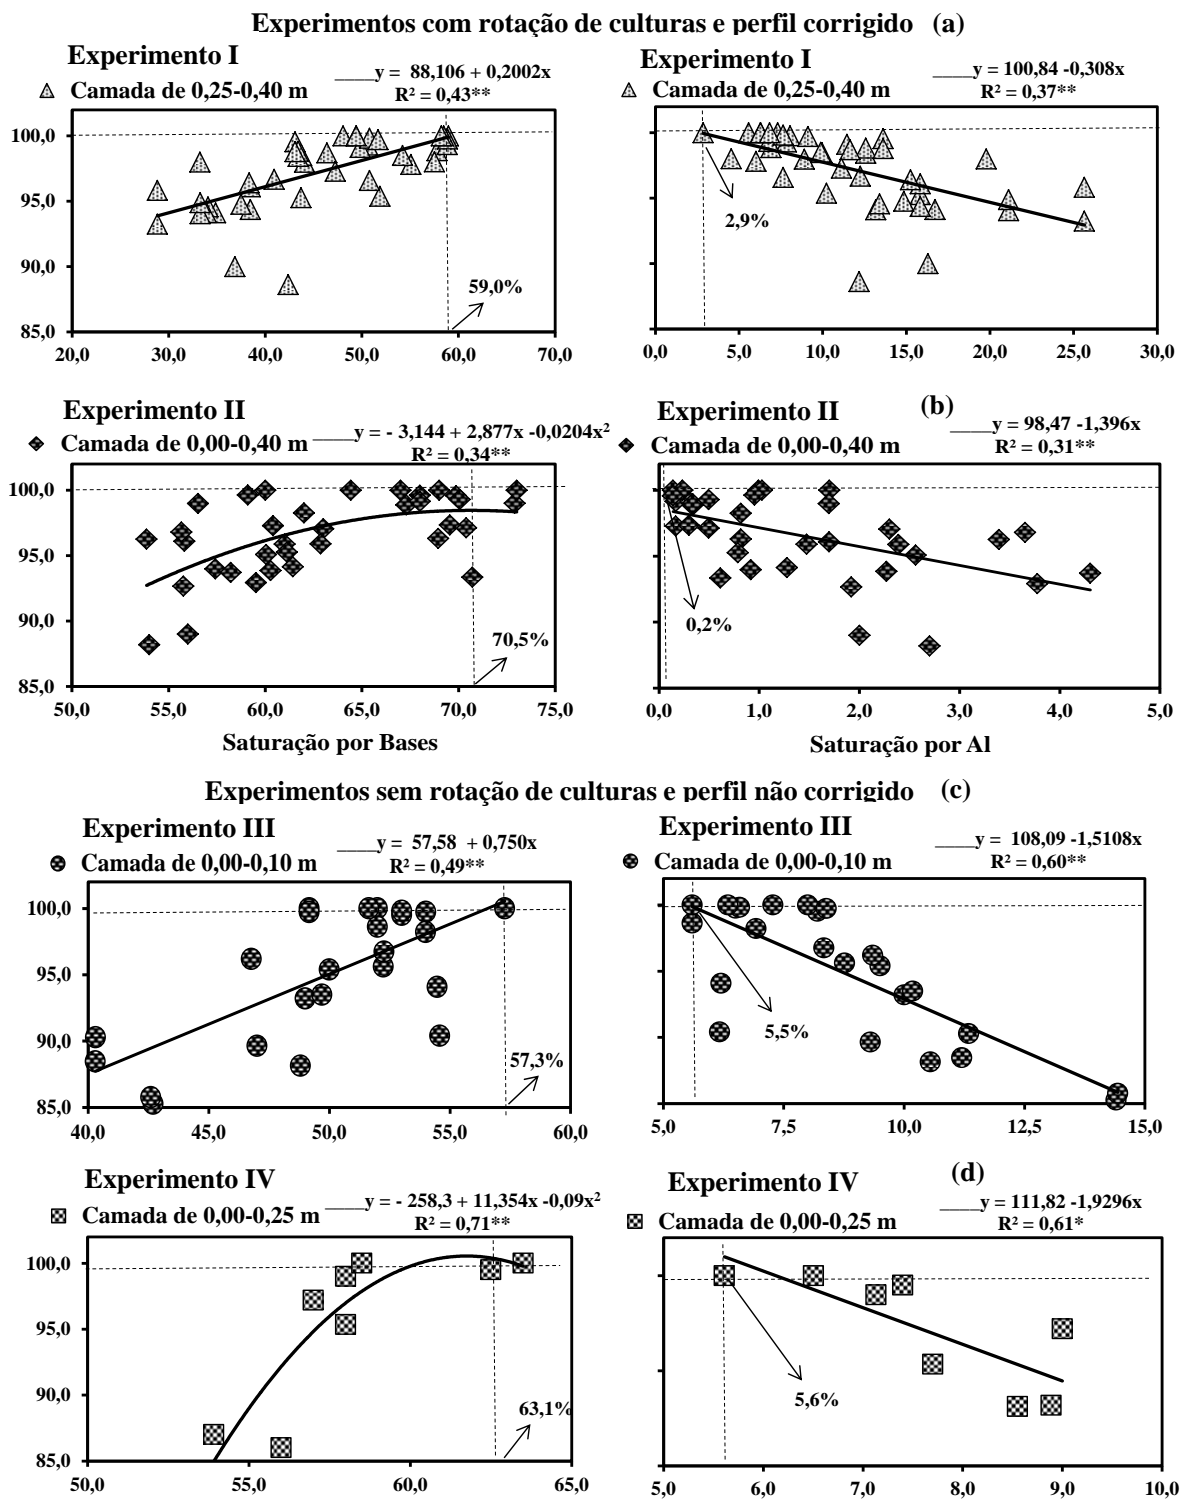 Experimentos com rotação de culturas e perfil corrigido (a)
Experimento I
Camada de 0,25-0,40 m
____y = 88,106 + 0,2002x
R² = 0,43**
100,0
95,0
90,0
85,0
59,0%
20,0 30,0 40,0 50,0 60,0 70,0
Experimento I
Camada de 0,25-0,40 m
____y = 100,84 -0,308x
R² = 0,37**
2,9%
0,0 5,0 10,0 15,0 20,0 25,0 30,0
Experimento II
Camada de 0,00-0,40 m
____y = - 3,144 + 2,877x -0,0204x²
R² = 0,34**
100,0
95,0
90,0
85,0
70,5%
50,0 55,0 60,0 65,0 70,0 75,0
Saturação por Bases
Experimento II (b)
Camada de 0,00-0,40 m
____y = 98,47 -1,396x
R² = 0,31**
0,2%
0,0 1,0 2,0 3,0 4,0 5,0
Saturação por Al
Experimentos sem rotação de culturas e perfil não corrigido (c)
Experimento III
Camada de 0,00-0,10 m
____y = 57,58 + 0,750x
R² = 0,49**
100,0
95,0
90,0
85,0
57,3%
40,0 45,0 50,0 55,0 60,0
Experimento III
Camada de 0,00-0,10 m
____y = 108,09 -1,5108x
R² = 0,60**
5,5%
5,0 7,5 10,0 12,5 15,0
Experimento IV
Camada de 0,00-0,25 m
____y = - 258,3 + 11,354x -0,09x²
R² = 0,71**
100,0
95,0
90,0
85,0
63,1%
50,0 55,0 60,0 65,0
Experimento IV (d)
Camada de 0,00-0,25 m
____y = 111,82 -1,9296x
R² = 0,61*
5,6%
5,0 6,0 7,0 8,0 9,0 10,0